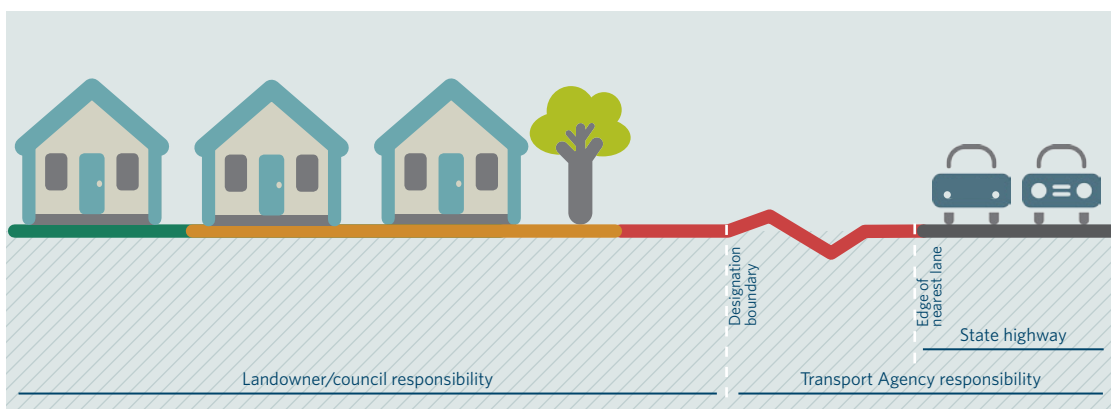 Designation
boundary
Edge of
nearest lane
State highway
Landowner/council responsibility
Transport Agency responsibility